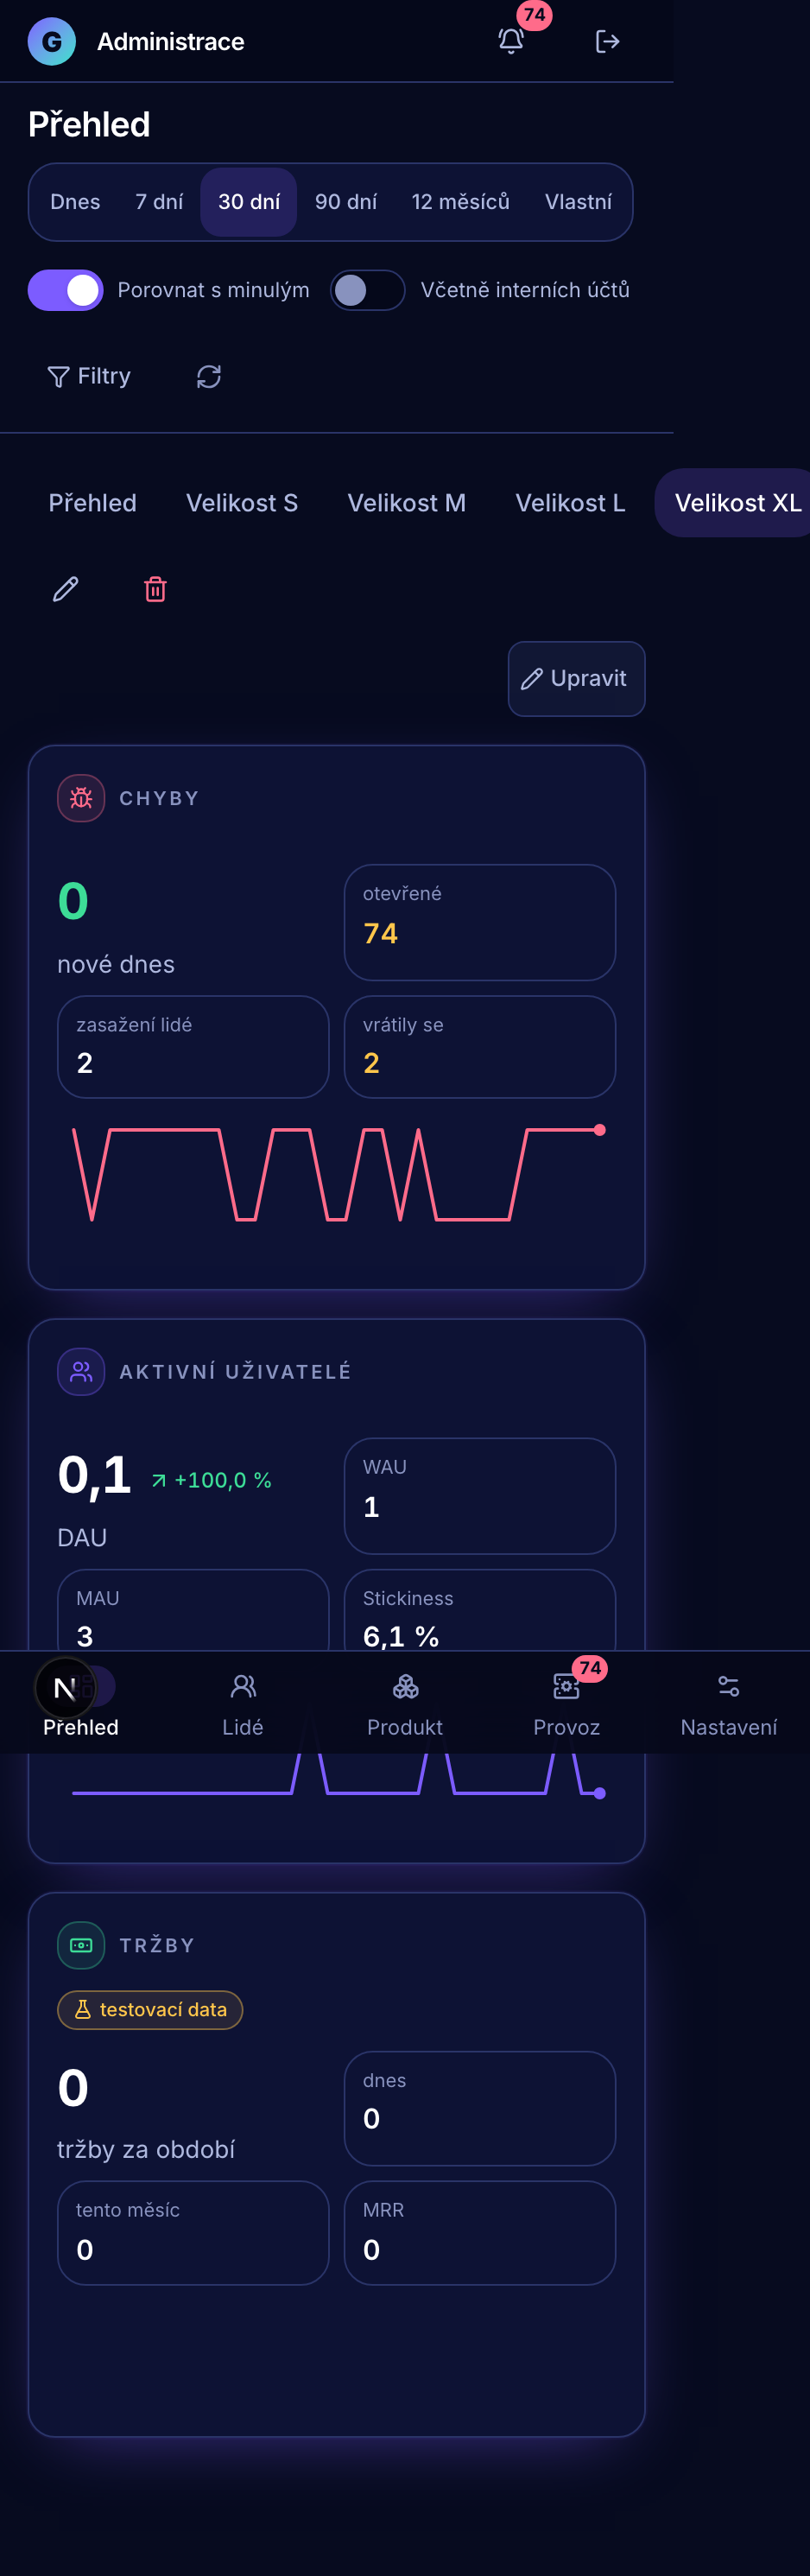 G Administrace 74
Přehled
Dnes 7 dní 30 dní 90 dní 12 měsíců Vlastní
Porovnat s minulým Včetně interních účtů
Filtry
Přehled Velikost S Velikost M Velikost L Velikost XL
Upravit
CHYBY
0
nové dnes
otevřené
74
zasažení lidé
2
vrátily se
2
AKTIVNÍ UŽIVATELÉ
0,1 +100,0 %
DAU
WAU
1
MAU
3
Stickiness
6,1 %
N
74
Přehled Lidé Produkt Provoz Nastavení
TRŽBY
testovací data
0
tržby za období
dnes
0
tento měsíc
0
MRR
0